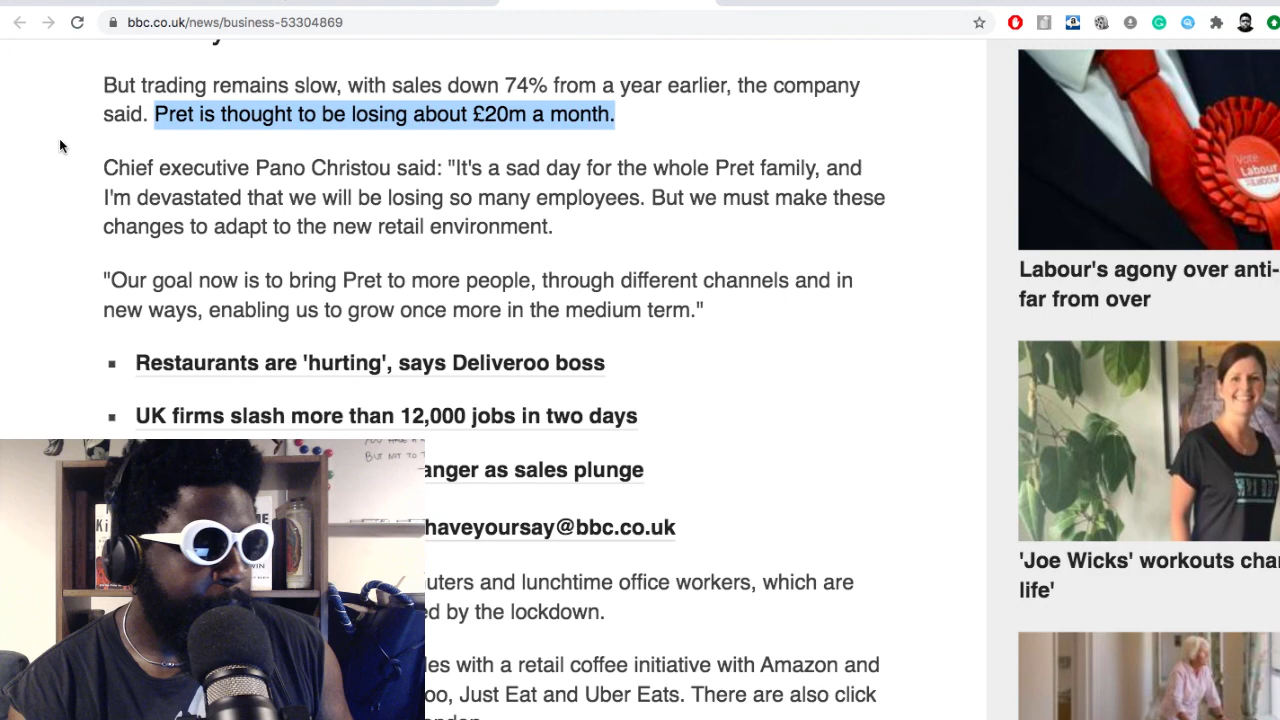 bbc.co.uk/news/business-53304869
But trading remains slow, with sales down 74% from a year earlier, the company
said. Pret is thought to be losing about £20m a month.
Chief executive Pano Christou said: "It's a sad day for the whole Pret family, and
I'm devastated that we will be losing so many employees. But we must make these
changes to adapt to the new retail environment.
"Our goal now is to bring Pret to more people, through different channels and in
new ways, enabling us to grow once more in the medium term."
Restaurants are 'hurting', says Deliveroo boss
UK firms slash more than 12,000 jobs in two days
anger as sales plunge
haveyoursay@bbc.co.uk
uters and lunchtime office workers, which are
ed by the lockdown.
les with a retail coffee initiative with Amazon and
oo, Just Eat and Uber Eats. There are also click
Vote
Labour
Labour's agony over anti-
far from over
'Joe Wicks' workouts cha
life'